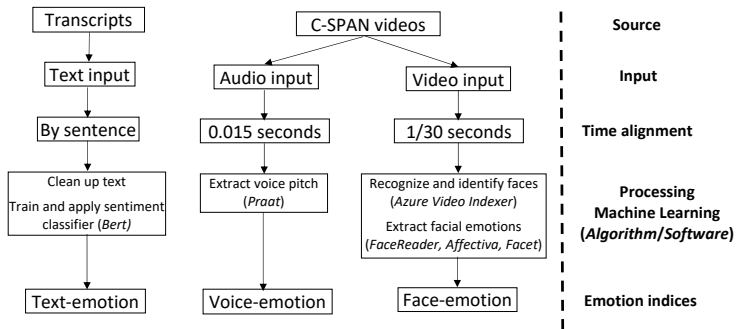 Transcripts
C-SPAN videos
Source
Text input
Audio input
Video input
Input
By sentence
0.015 seconds
1/30 seconds
Time alignment
Clean up text
Train and apply sentiment
classifier (Bert)
Extract voice pitch
(Praat)
Recognize and identify faces
(Azure Video Indexer)
Extract facial emotions
(FaceReader, Affectiva, Facet)
Processing
Machine Learning
(Algorithm/Software)
Text-emotion
Voice-emotion
Face-emotion
Emotion indices